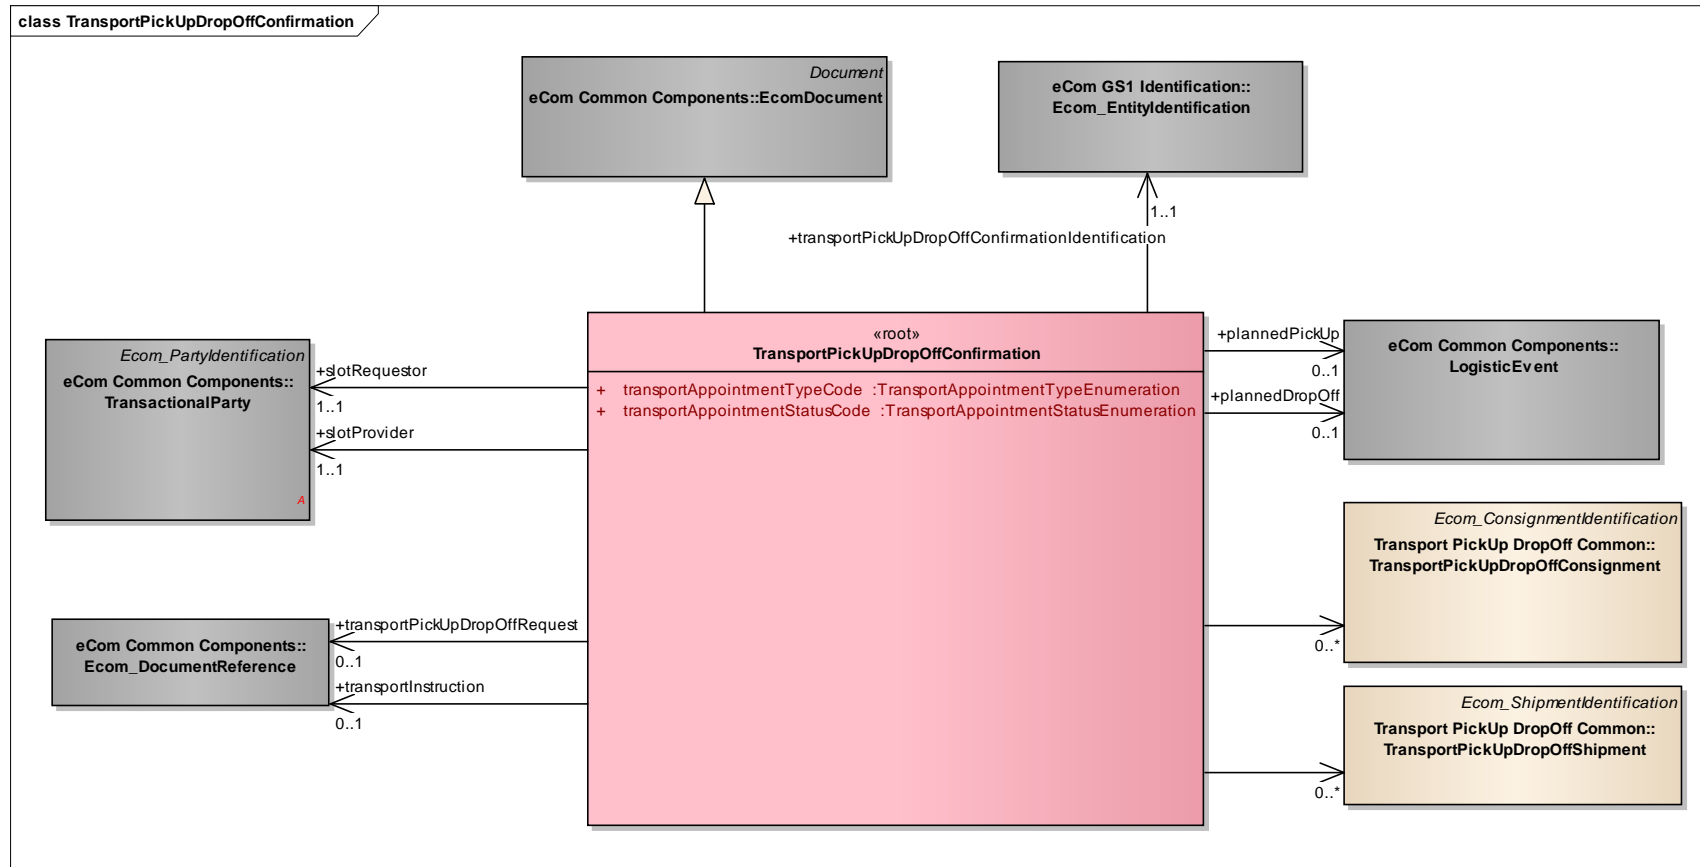 class TransportPickUpDropOffConfirmation
Document
eCom Common Components::EcomDocument
eCom GS1 Identification::
Ecom_EntityIdentification
1..1
+transportPickUpDropOffConfirmationIdentification
«root»
TransportPickUpDropOffConfirmation
+ transportAppointmentTypeCode :TransportAppointmentTypeEnumeration
+ transportAppointmentStatusCode :TransportAppointmentStatusEnumeration
Ecom_PartyIdentification
eCom Common Components::
TransactionalParty
A
+slotRequestor
1..1
+slotProvider
1..1
+plannedPickUp
0..1
+plannedDropOff
0..1
eCom Common Components::
LogisticEvent
Ecom_ConsignmentIdentification
Transport PickUp DropOff Common::
TransportPickUpDropOffConsignment
0..*
eCom Common Components::
Ecom_DocumentReference
+transportPickUpDropOffRequest
0..1
+transportInstruction
0..1
Ecom_ShipmentIdentification
Transport PickUp DropOff Common::
TransportPickUpDropOffShipment
0..*